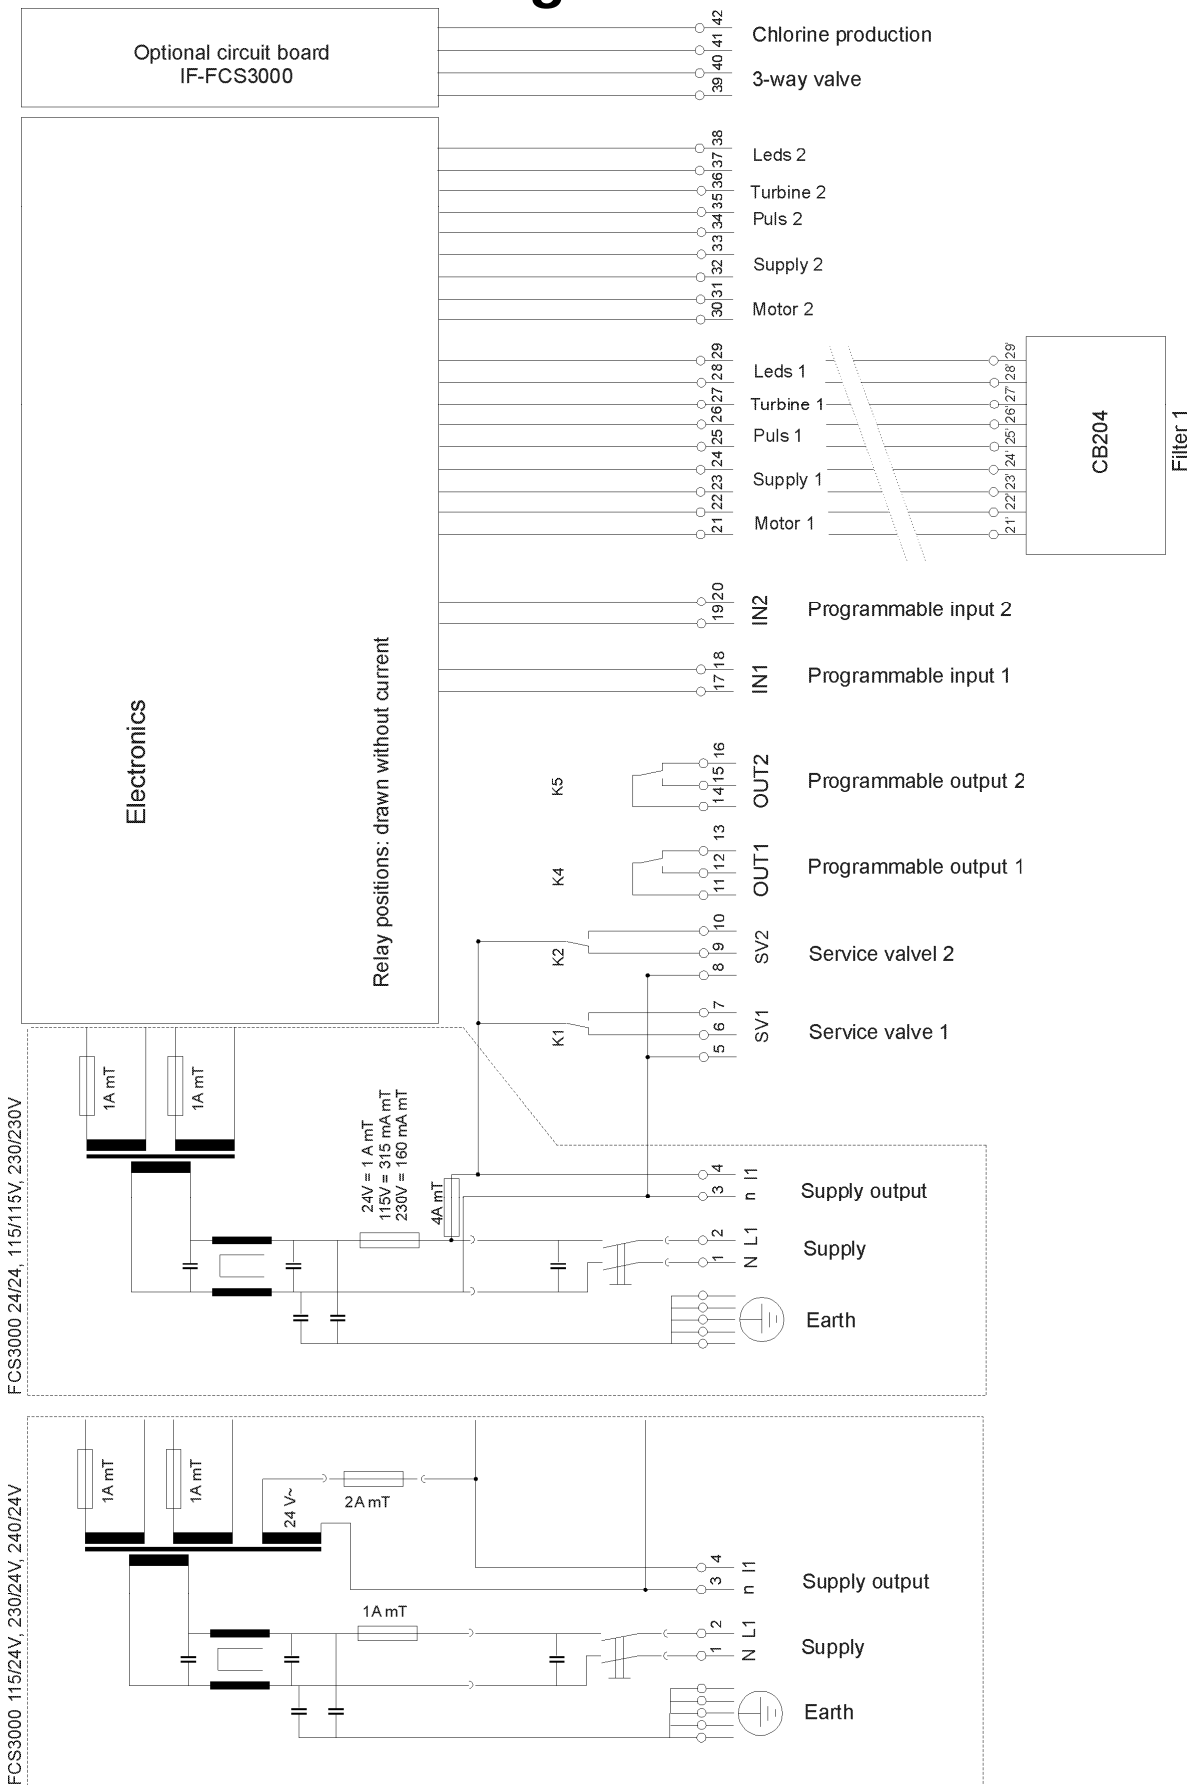 g
Optional circuit board
IF-FCS3000
42
Chlorine production
41
40
3-way valve
39
38
Leds 2
37
36
Turbine 2
35
Puls 2
34
33
Supply 2
32
31
Motor 2
30
29
Leds 1
28
27
Turbine 1
26
Puls 1
25
24
Supply 1
23
22
Motor 1
21
29'
28'
27'
26'
25'
24'
23'
22'
21'
CB204
Filter 1
20
19
IN2
Programmable input 2
18
17
IN1
Programmable input 1
Electronics
Relay positions: drawn without current
K5
16
15
14
OUT2
Programmable output 2
K4
13
12
11
OUT1
Programmable output 1
K2
10
9
8
SV2
Service valvel 2
K1
7
6
5
SV1
Service valve 1
FCS3000 24/24, 115/115V, 230/230V
1A mT
1A mT
24V = 1 A mT
115V = 315 mA mT
230V = 160 mA mT
4A mT
4 l1
3 n
Supply output
2 L1
1 N
Supply
Earth
FCS3000 115/24V, 230/24V, 240/24V
1A mT
1A mT
24 V~
2A mT
4 l1
3 n
Supply output
1A mT
2 L1
1 N
Supply
Earth